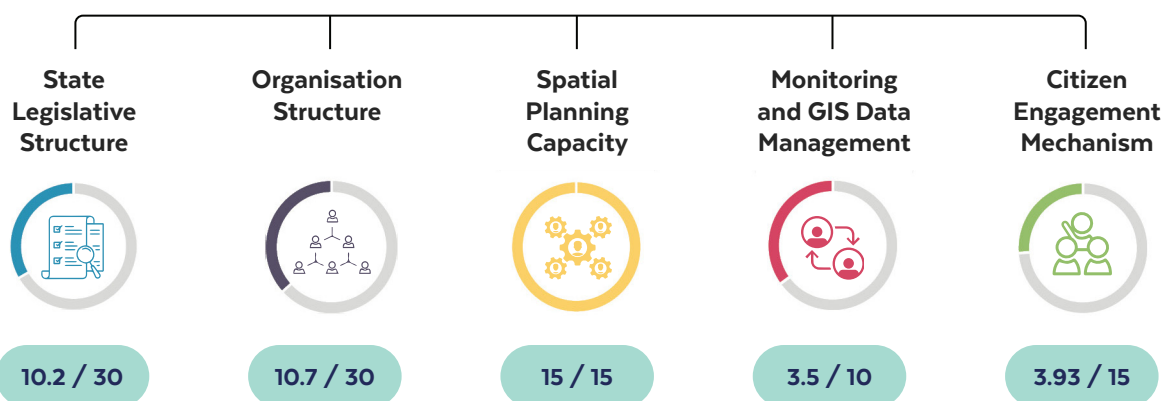 State
Legislative
Structure
Organisation
Structure
Spatial
Planning
Capacity
Monitoring
and GIS Data
Management
Citizen
Engagement
Mechanism
10.2 / 30
10.7 / 30
15 / 15
3.5 / 10
3.93 / 15